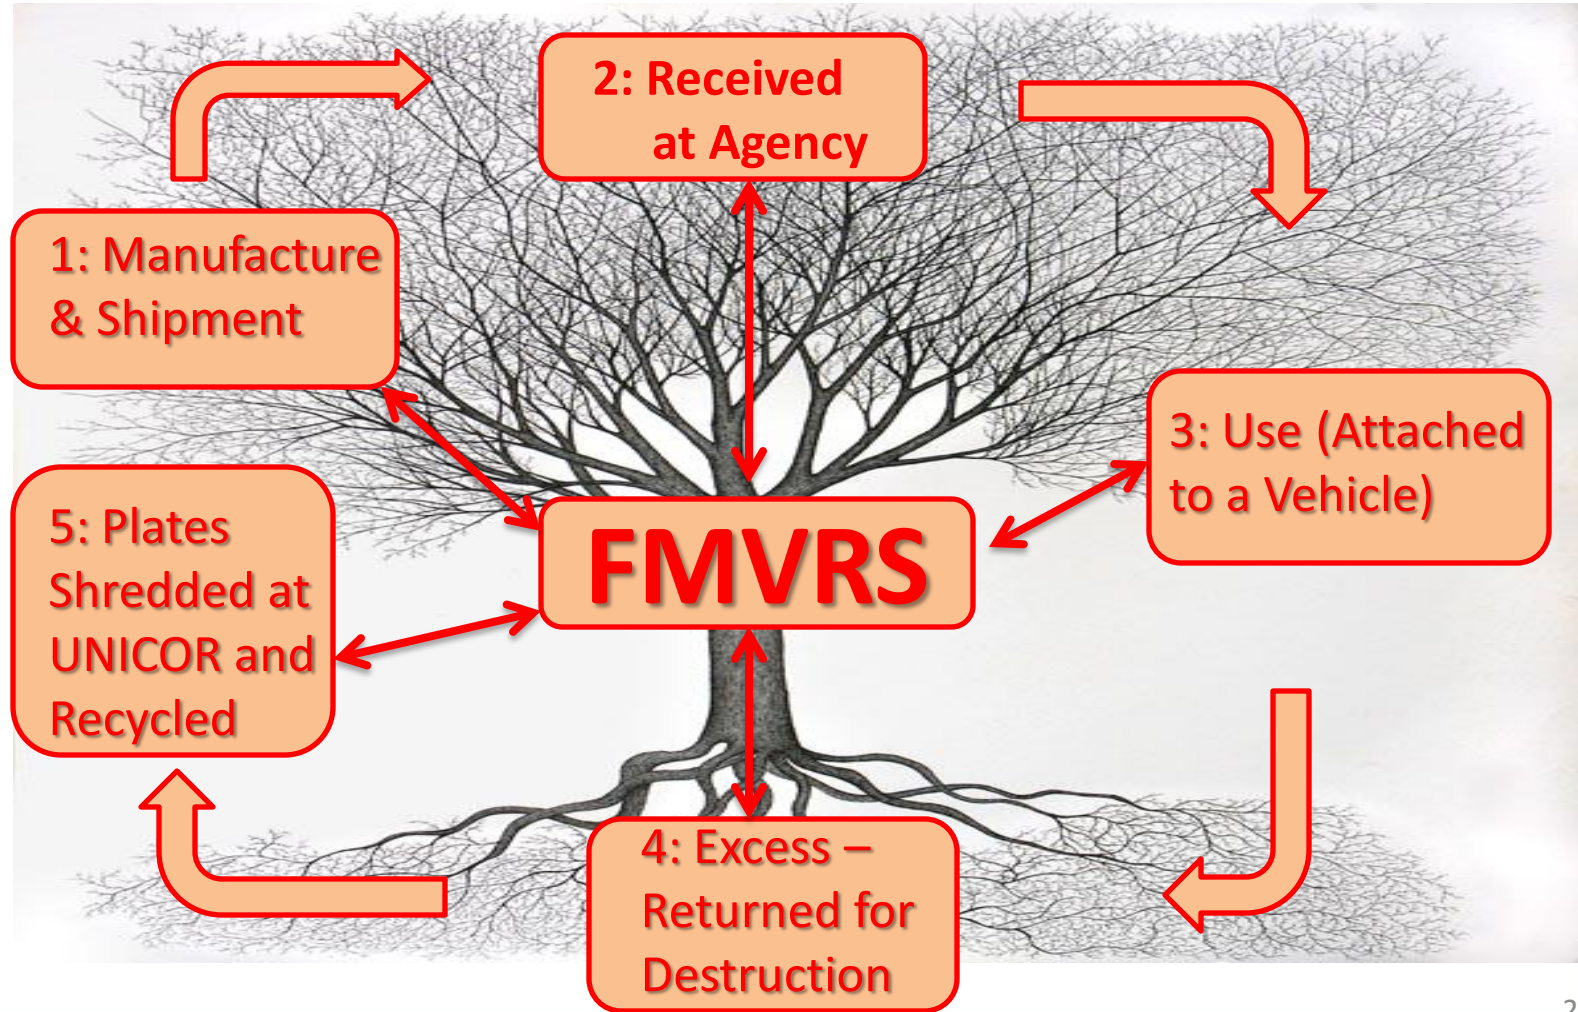 2: Received
at Agency
1: Manufacture
& Shipment
3: Use (Attached
to a Vehicle)
FMVRS
5: Plates
Shredded at
UNICOR and
Recycled
4: Excess –
Returned for
Destruction
2